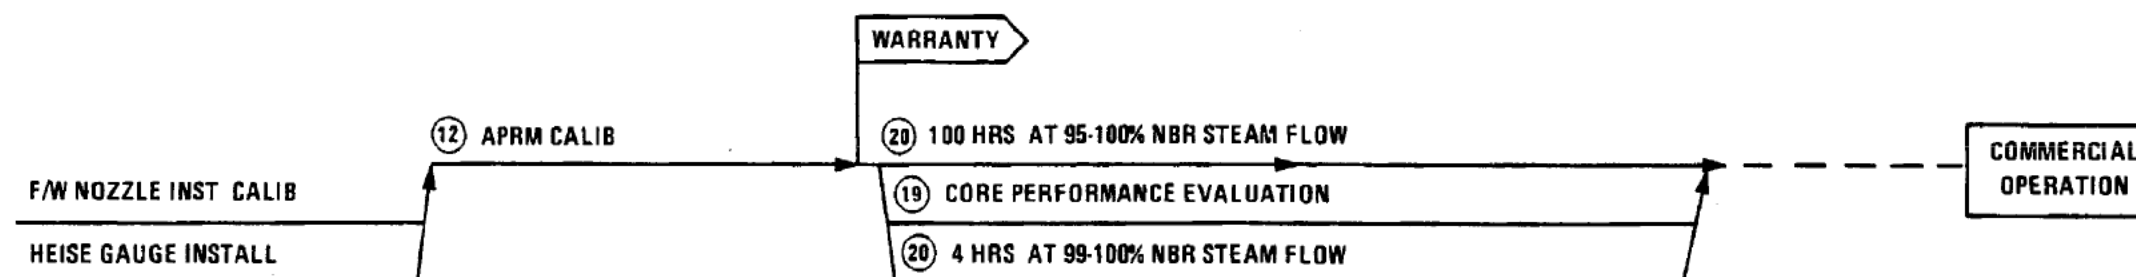 WARRANTY
12 APRM CALIB
20 100 HRS AT 95-100% NBR STEAM FLOW
COMMERCIAL
OPERATION
F/W NOZZLE INST CALIB
19 CORE PERFORMANCE EVALUATION
HEISE GAUGE INSTALL
20 4 HRS AT 99-100% NBR STEAM FLOW